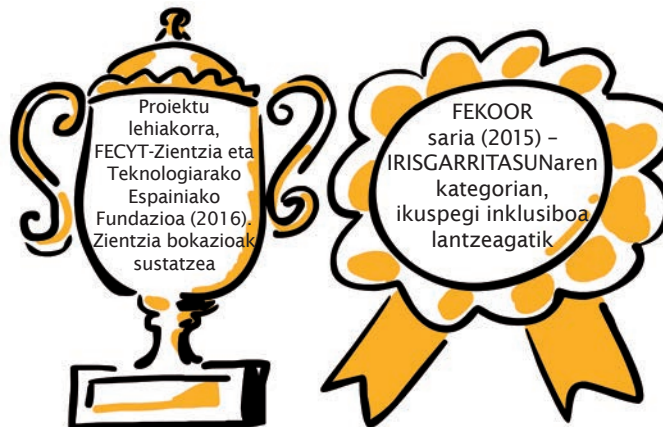 Proiektu
lehiakorra,
FECYT-Zientzia eta
Teknologiarako
Espainiako
Fundazioa (2016).
Zientzia bokazioak
sustatzea
FEKOOR
saria (2015) –
IRISGARRITASUNaren
kategorian,
ikuspegi inklusiboa
lantzeagatik